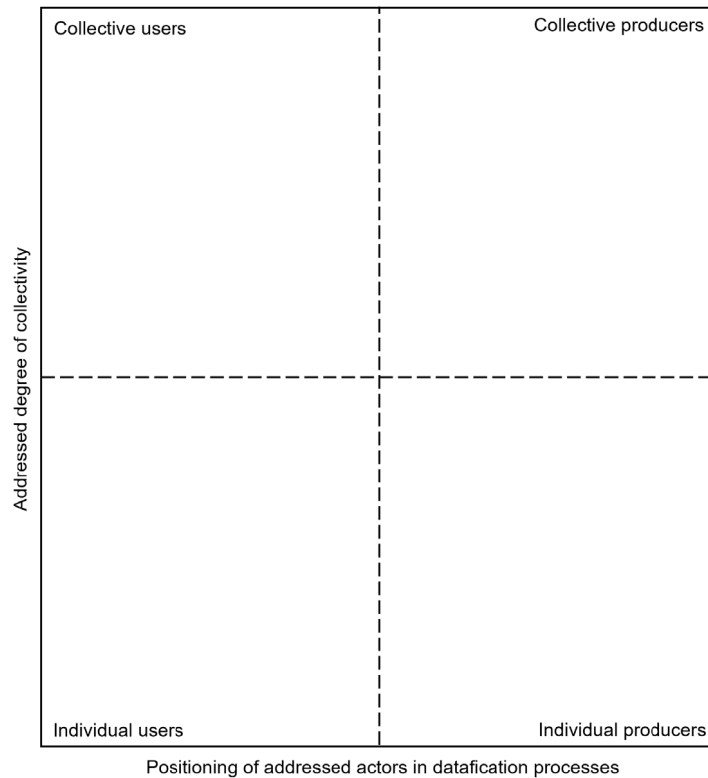 Collective users
Collective producers
Addressed degree of collectivity
Individual users
Individual producers
Positioning of addressed actors in datafication processes